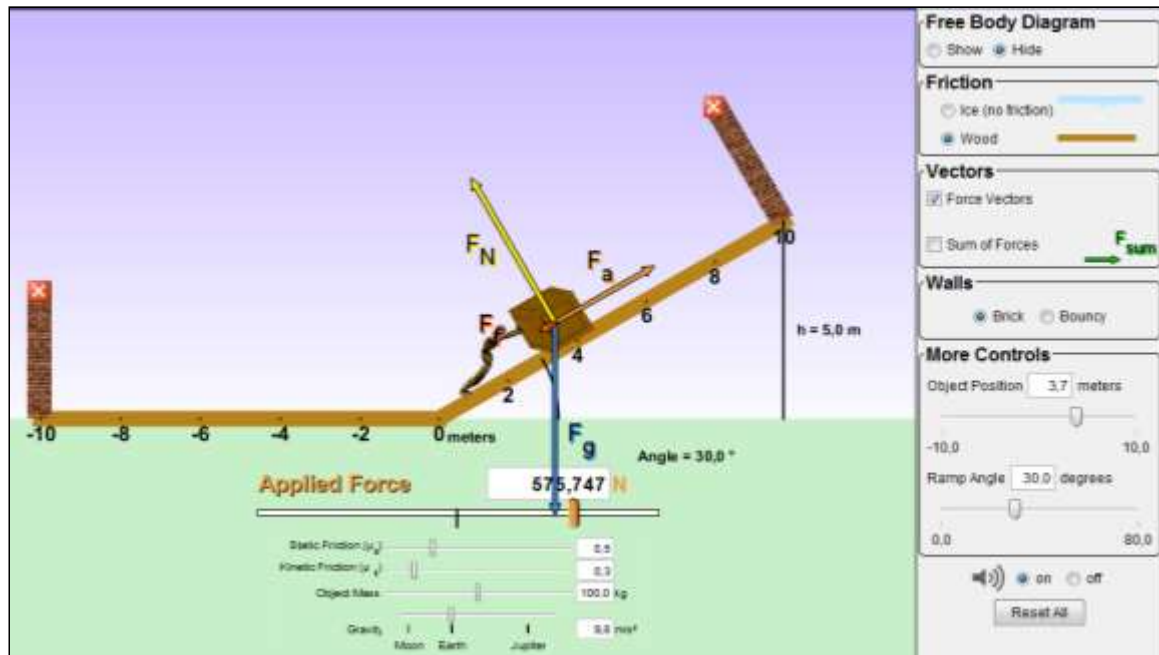 Free Body Diagram
Show Hide
Friction
Ice (no friction)
Wood
Vectors
Force Vectors
Sum of Forces
F sum
Walls
Brick Bouncy
More Controls
Object Position 3,7 meters
-10,0 10,0
Ramp Angle 30,0 degrees
0,0 80,0
on off
Reset All
F N
F a
F
F g
10
8
6
4
2
h = 5,0 m
-10 -8 -6 -4 -2 0 meters
Angle = 30,0 °
Applied Force 575,747 N
Static Friction
Kinetic Friction 0,3
Object Mass 100,0 kg
Gravity 9,8 m/s²
Moon Earth Jupiter